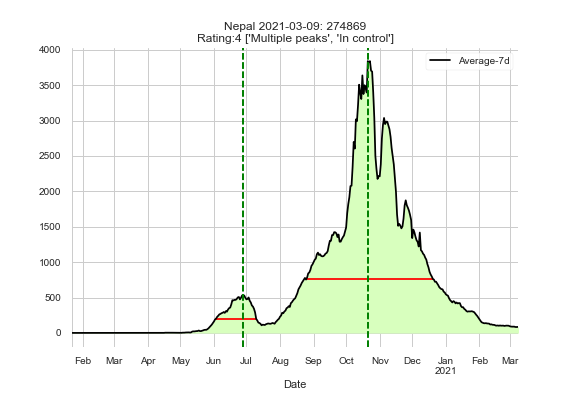 Nepal 2021-03-09: 274869
Rating:4 ['Multiple peaks', 'In control']
Average-7d
4000
3500
3000
2500
2000
1500
1000
500
0
Feb Mar Apr May Jun Jul Aug Sep Oct Nov Dec Jan Feb Mar
2021
Date